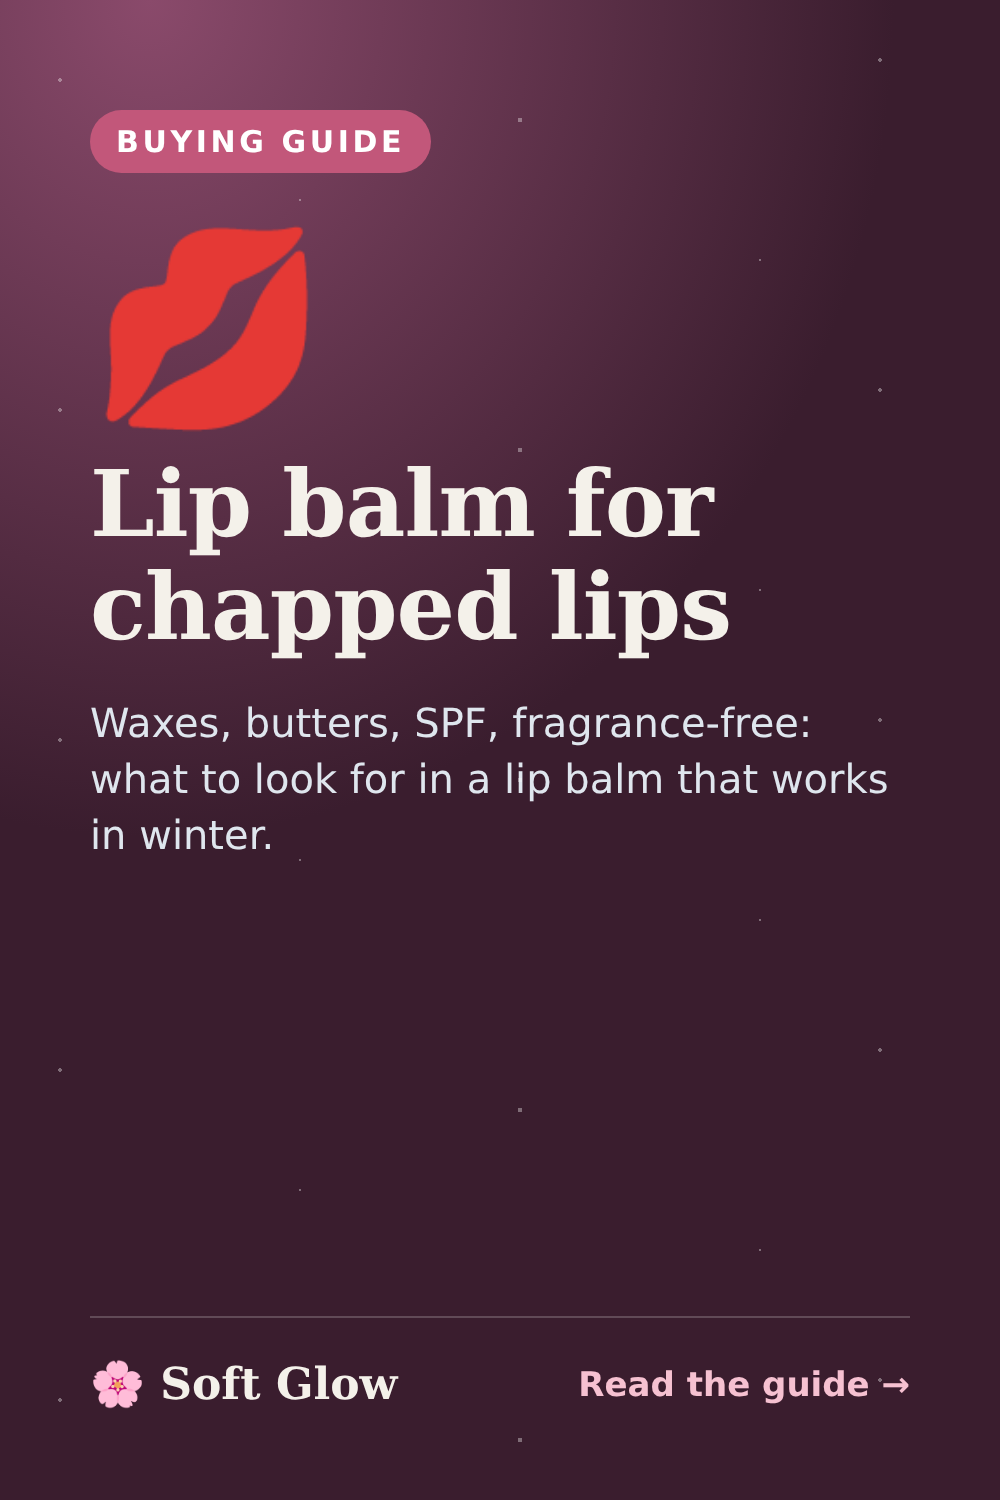 BUYING GUIDE
Lip balm for
chapped lips
Waxes, butters, SPF, fragrance-free:
what to look for in a lip balm that works
in winter.
🌸 Soft Glow
Read the guide →